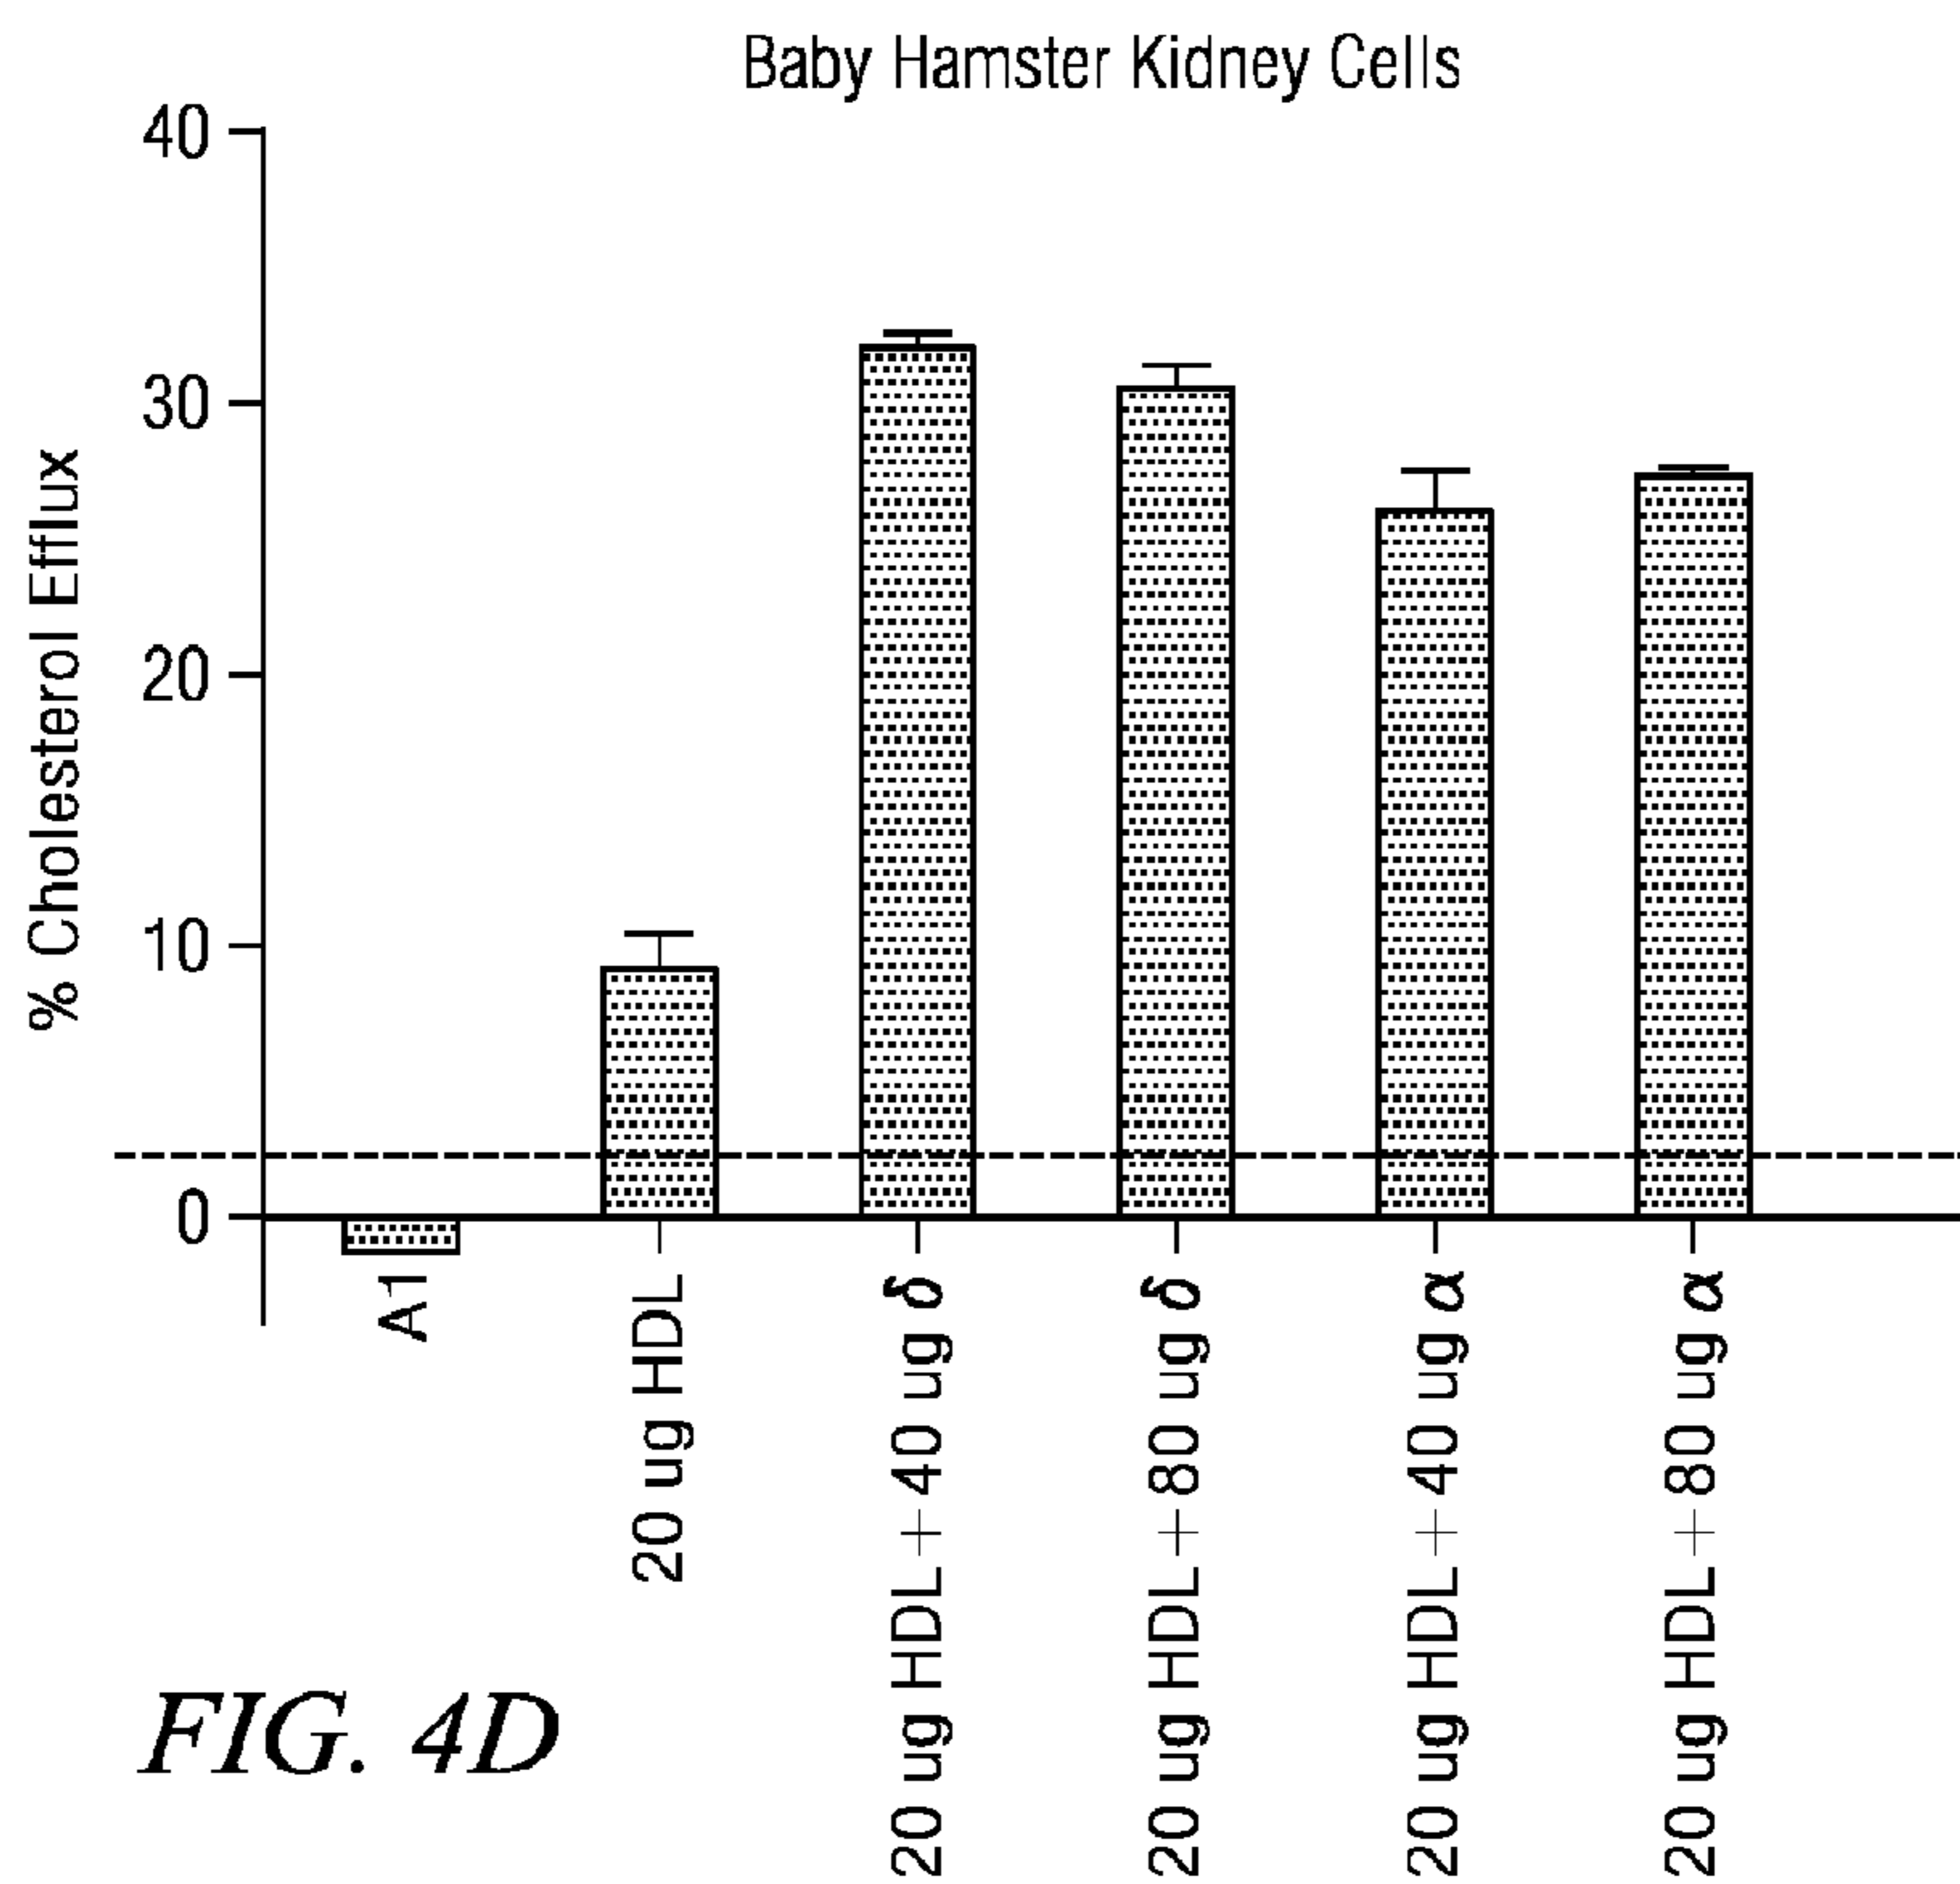 Baby Hamster Kidney Cells
% Cholesterol Efflux
40
30
20
10
0
A1
20 ug HDL
20 ug HDL + 40 ug δ
20 ug HDL + 80 ug δ
20 ug HDL + 40 ug α
20 ug HDL + 80 ug α
FIG. 4D